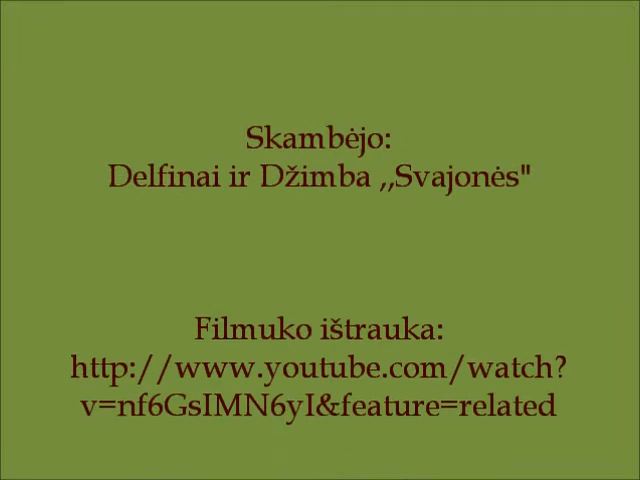 Skambėjo:
Delfinai ir Džimba ,,Svajonės"
Filmuko ištrauka:
http://www.youtube.com/watch?
v=nf6GsIMN6yI&feature=related